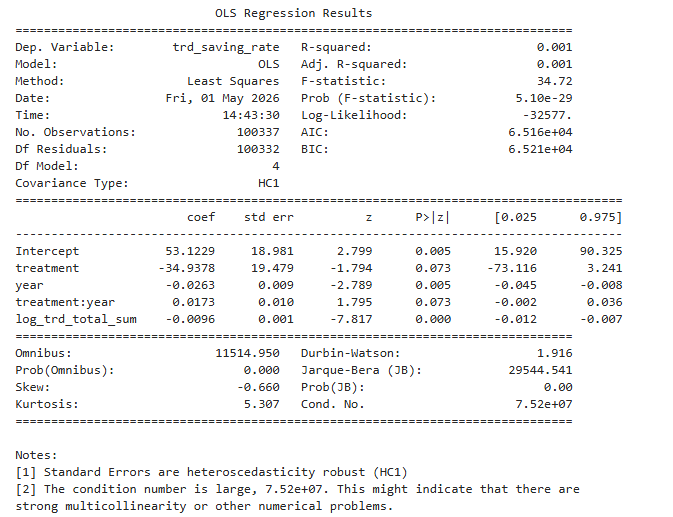 OLS Regression Results
==========================================================================
Dep. Variable: trd_saving_rate R-squared: 0.001
Model: OLS Adj. R-squared: 0.001
Method: Least Squares F-statistic: 34.72
Date: Fri, 01 May 2026 Prob (F-statistic): 5.10e-29
Time: 14:43:30 Log-Likelihood: -32577.
No. Observations: 100337 AIC: 6.516e+04
Df Residuals: 100332 BIC: 6.521e+04
Df Model: 4
Covariance Type: HC1
=================================================================================
coef std err z P>|z| [0.025 0.975]
---------------------------------------------------------------------------------
Intercept 53.1229 18.981 2.799 0.005 15.920 90.325
treatment -34.9378 19.479 -1.794 0.073 -73.116 3.241
year -0.0263 0.009 -2.789 0.005 -0.045 -0.008
treatment:year 0.0173 0.010 1.795 0.073 -0.002 0.036
log_trd_total_sum -0.0096 0.001 -7.817 0.000 -0.012 -0.007
==========================================================================
Omnibus: 11514.950 Durbin-Watson: 1.916
Prob(Omnibus): 0.000 Jarque-Bera (JB): 29544.541
Skew: -0.660 Prob(JB): 0.00
Kurtosis: 5.307 Cond. No. 7.52e+07
==========================================================================
Notes:
[1] Standard Errors are heteroscedasticity robust (HC1)
[2] The condition number is large, 7.52e+07. This might indicate that there are
strong multicollinearity or other numerical problems.